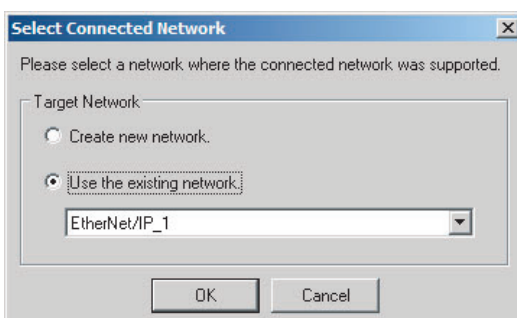 Select Connected Network
Please select a network where the connected network was supported.
Target Network
Create new network.
Use the existing network.
EtherNet/IP_1
OK Cancel